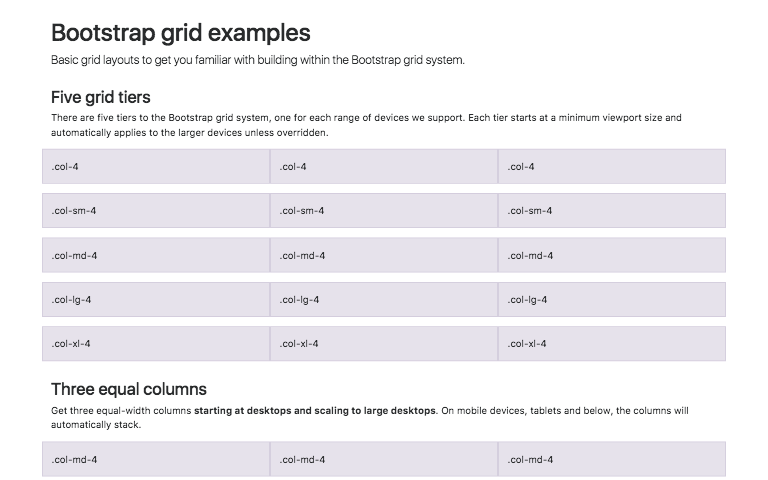 Bootstrap grid examples
Basic grid layouts to get you familiar with building within the Bootstrap grid system.
Five grid tiers
There are five tiers to the Bootstrap grid system, one for each range of devices we support. Each tier starts at a minimum viewport size and
automatically applies to the larger devices unless overridden.
.col-4 .col-4 .col-4
.col-sm-4 .col-sm-4 .col-sm-4
.col-md-4 .col-md-4 .col-md-4
.col-lg-4 .col-lg-4 .col-lg-4
.col-xl-4 .col-xl-4 .col-xl-4
Three equal columns
Get three equal-width columns starting at desktops and scaling to large desktops. On mobile devices, tablets and below, the columns will
automatically stack.
.col-md-4 .col-md-4 .col-md-4